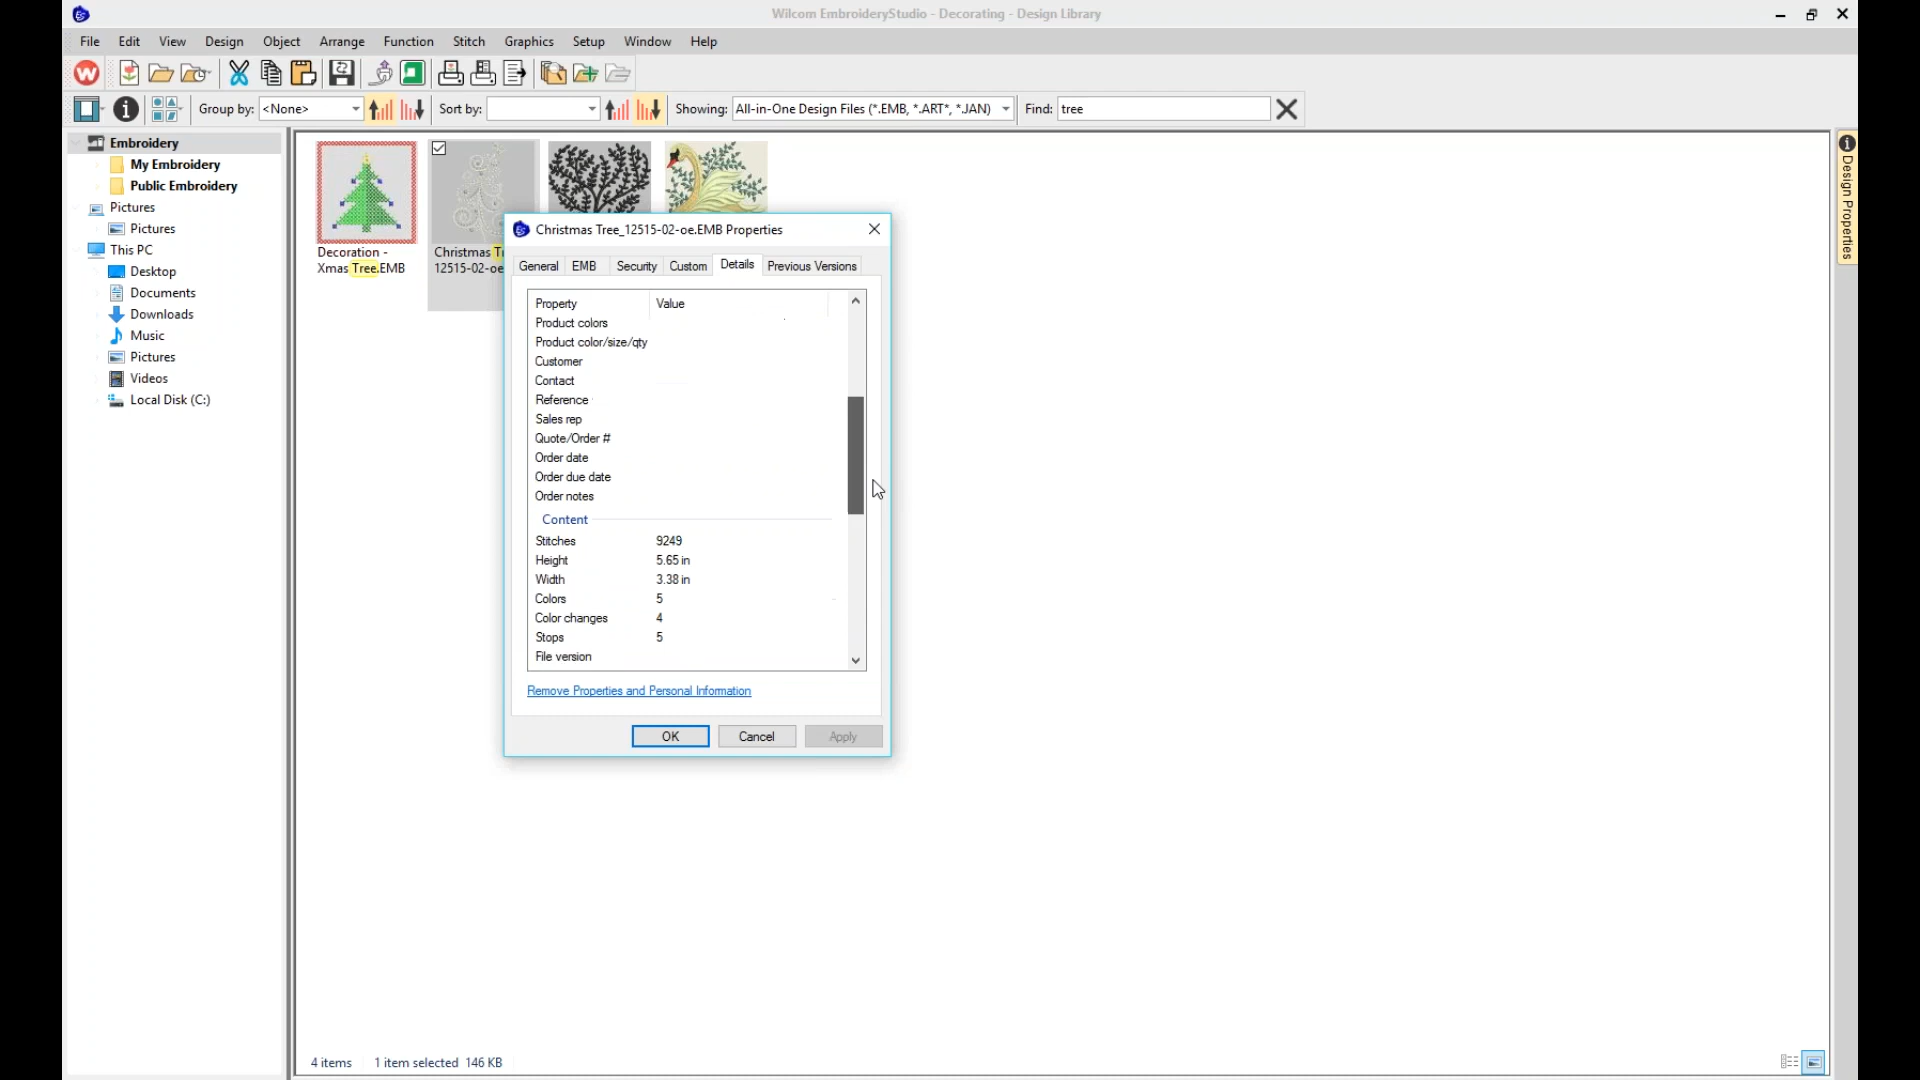 Wilcom EmbroideryStudio - Decorating - Design Library
File Edit View Design Object Arrange Function Stitch Graphics Setup Window Help
W
Group by: <None> Sort by: Showing: All-in-One Design Files (*.EMB, *.ART*, *.JAN) Find: tree
Embroidery
My Embroidery
Public Embroidery
Pictures
Pictures
This PC
Desktop
Documents
Downloads
Music
Pictures
Videos
Local Disk (C:)
Decoration -
Xmas Tree.EMB
Christmas Tr
12515-02-oe
Christmas Tree_12515-02-oe.EMB Properties
General EMB Security Custom Details Previous Versions
Property Value
Product colors
Product color/size/qty
Customer
Contact
Reference
Sales rep
Quote/Order #
Order date
Order due date
Order notes
Content
Stitches 9249
Height 5.65 in
Width 3.38 in
Colors 5
Color changes 4
Stops 5
File version
Remove Properties and Personal Information
OK Cancel Apply
Design Properties
4 items 1 item selected 146 KB